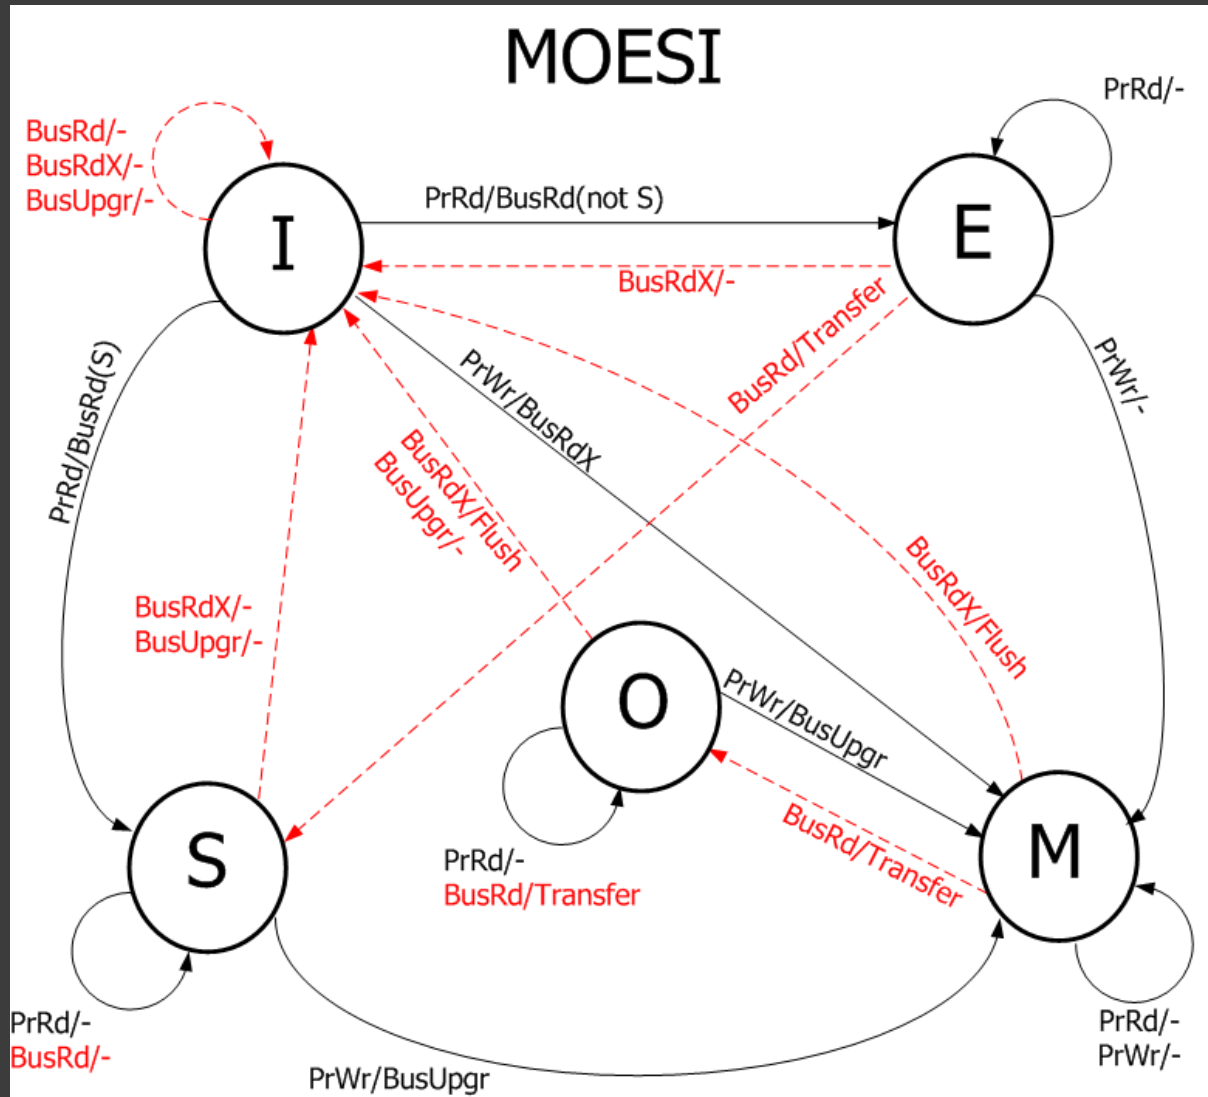 MOESI
PrRd/-
BusRd/-
BusRdX/-
BusUpgr/-
I
PrRd/BusRd(not S)
E
BusRdX/-
BusRd/Transfer
PrWr/-
PrRd/BusRd(S)
PrWr/BusRdX
BusRdX/Flush
BusUpgr/-
BusRdX/Flush
BusRdX/-
BusUpgr/-
O
PrWr/BusUpgr
BusRd/Transfer
S
M
PrRd/-
BusRd/Transfer
PrRd/-
BusRd/-
PrRd/-
PrWr/-
PrWr/BusUpgr